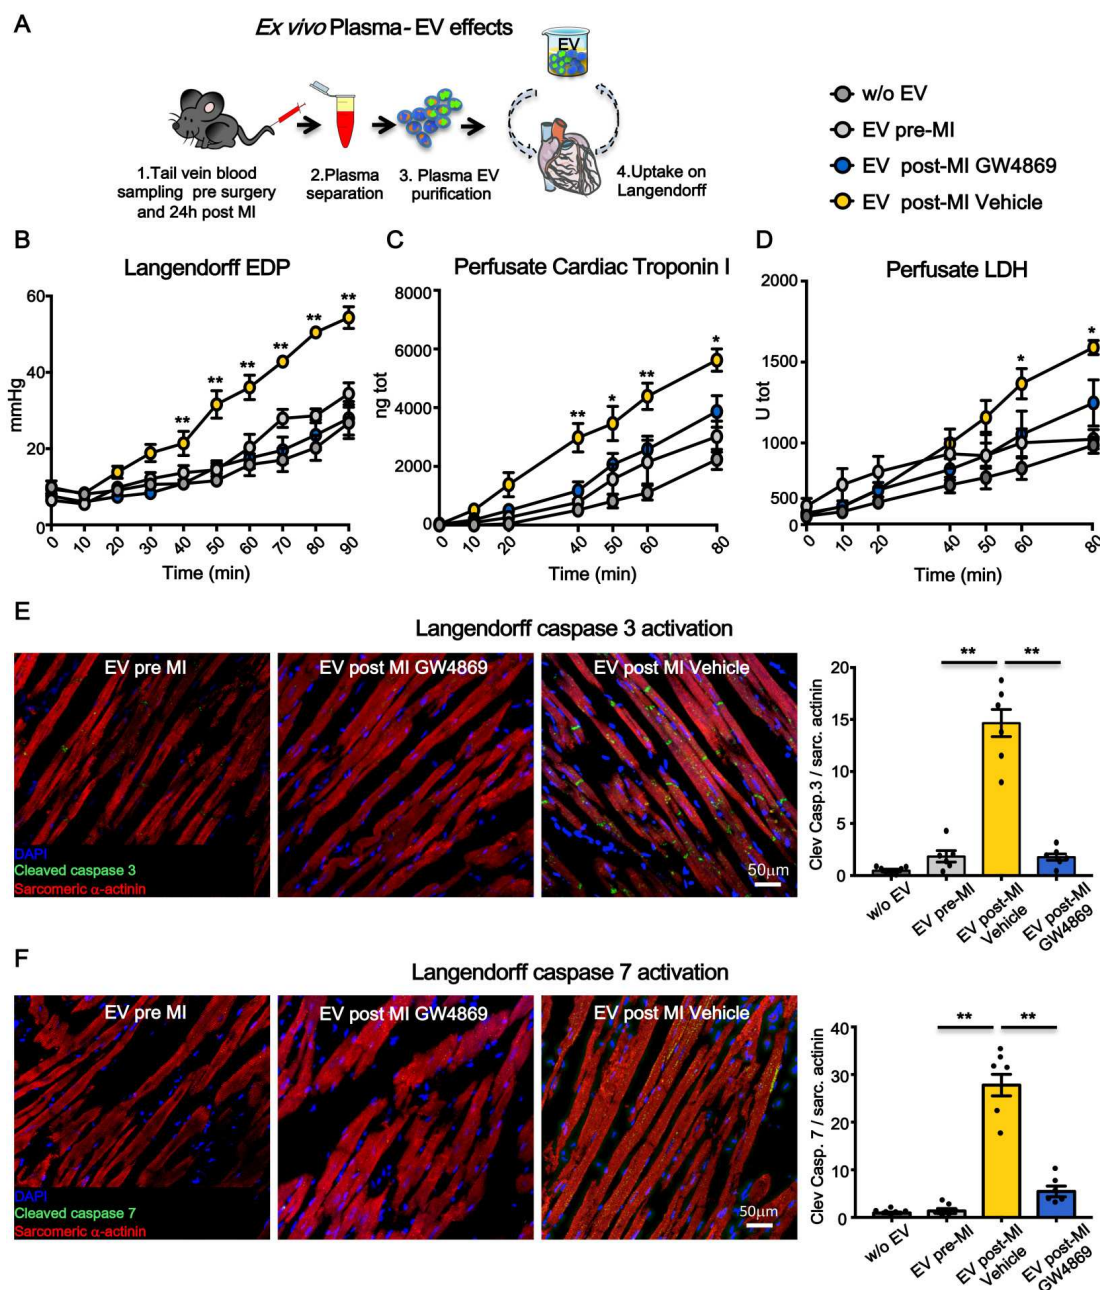 A
Ex vivo Plasma- EV effects
EV
1.Tail vein blood
sampling pre surgery
and 24h post MI
2.Plasma
separation
3. Plasma EV
purification
4.Uptake on
Langendorff
w/o EV
EV pre-MI
EV post-MI GW4869
EV post-MI Vehicle
B
Langendorff EDP
60
40
20
0
mmHg
** ** ** ** ** **
0 10 20 30 40 50 60 70 80 90
Time (min)
C
Perfusate Cardiac Troponin I
8000
6000
4000
2000
0
ng tot
** * ** *
0 10 20 40 50 60 80
Time (min)
D
Perfusate LDH
2000
1500
1000
500
0
U tot
* *
0 10 20 40 50 60 80
Time (min)
E
Langendorff caspase 3 activation
EV pre MI
DAPI
Cleaved caspase 3
Sarcomeric α-actinin
EV post MI GW4869
EV post MI Vehicle
50μm
20
15
10
5
0
Clev Casp.3 / sarc. actinin
** **
w/o EV
EV pre-MI
EV post-MI
Vehicle
EV post-MI
GW4869
F
Langendorff caspase 7 activation
EV pre MI
DAPI
Cleaved caspase 7
Sarcomeric α-actinin
EV post MI GW4869
EV post MI Vehicle
50μm
40
30
20
10
0
Clev Casp. 7 / sarc. actinin
** **
w/o EV
EV pre-MI
EV post-MI
Vehicle
EV post-MI
GW4869